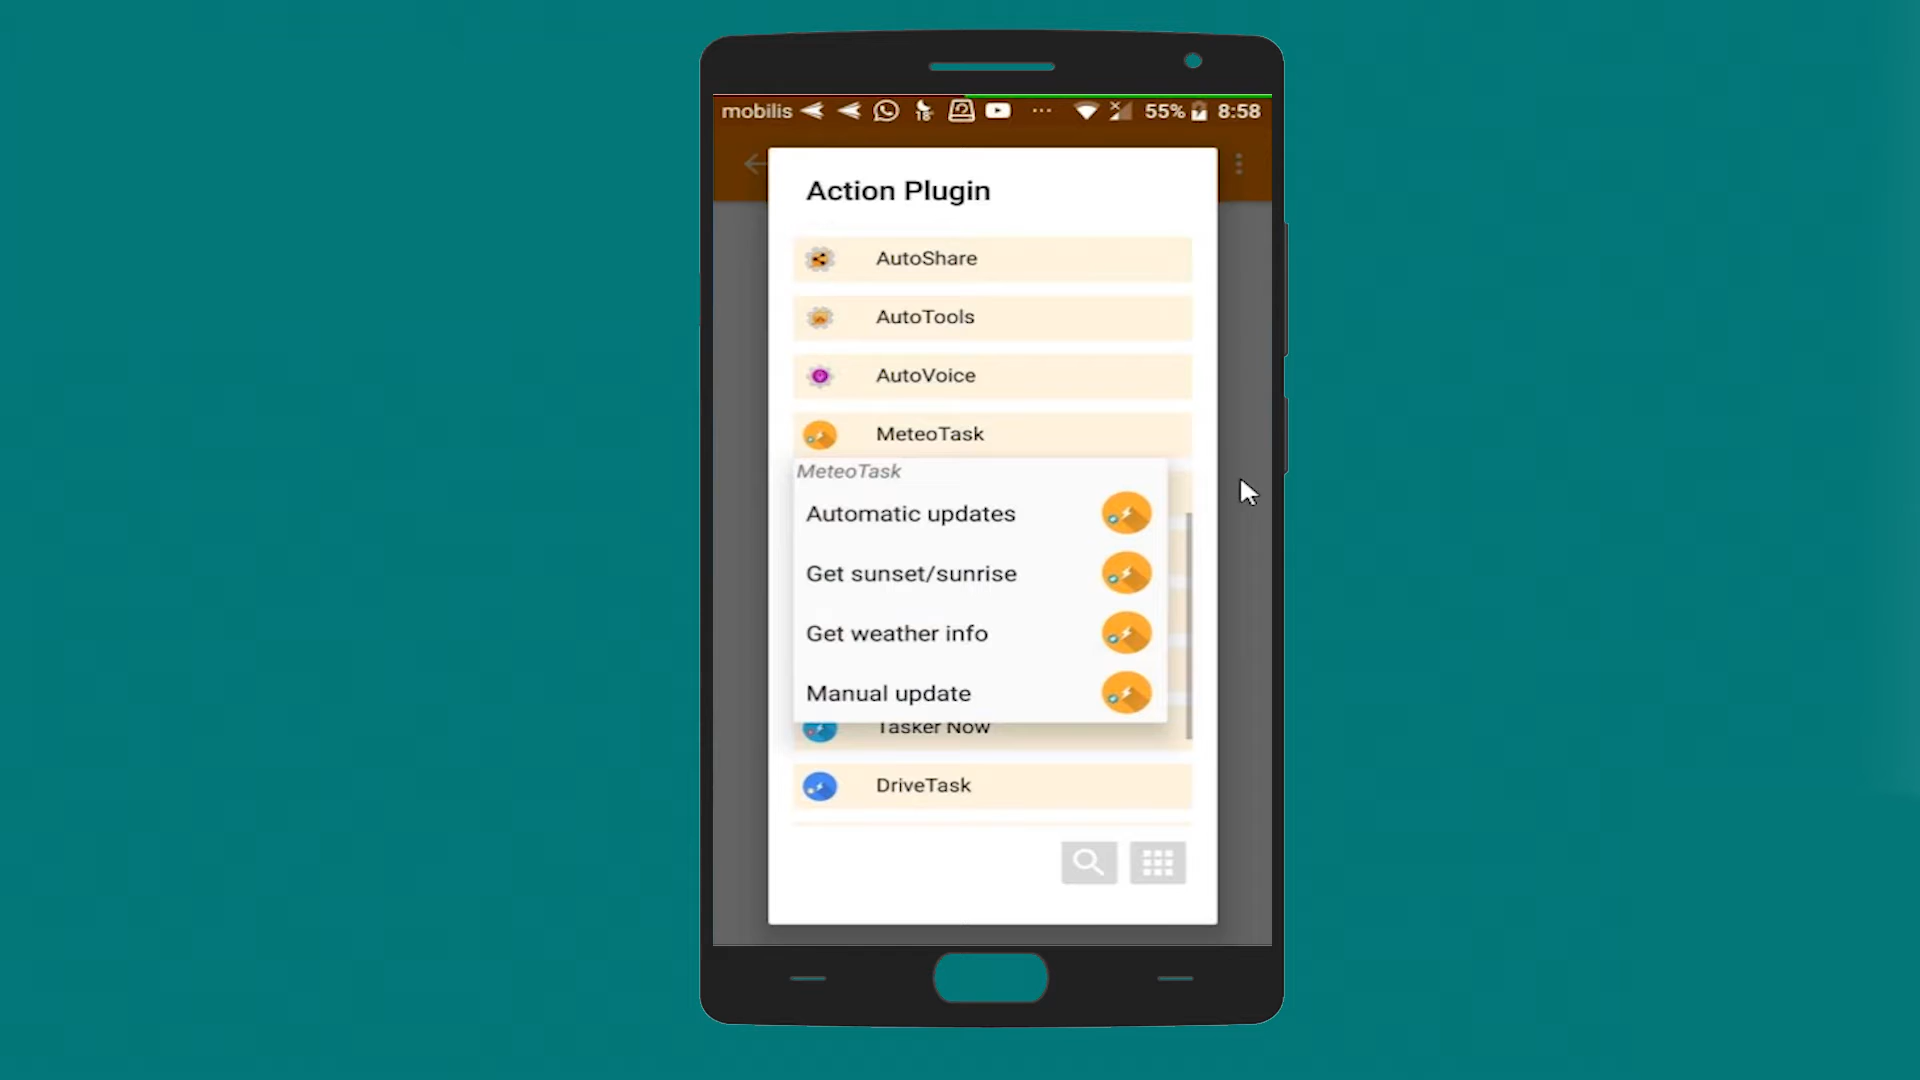 mobilis 18 55% 8:58
Action Plugin
AutoShare
AutoTools
AutoVoice
MeteoTask
MeteoTask
Automatic updates
Get sunset/sunrise
Get weather info
Manual update
Tasker Now
DriveTask